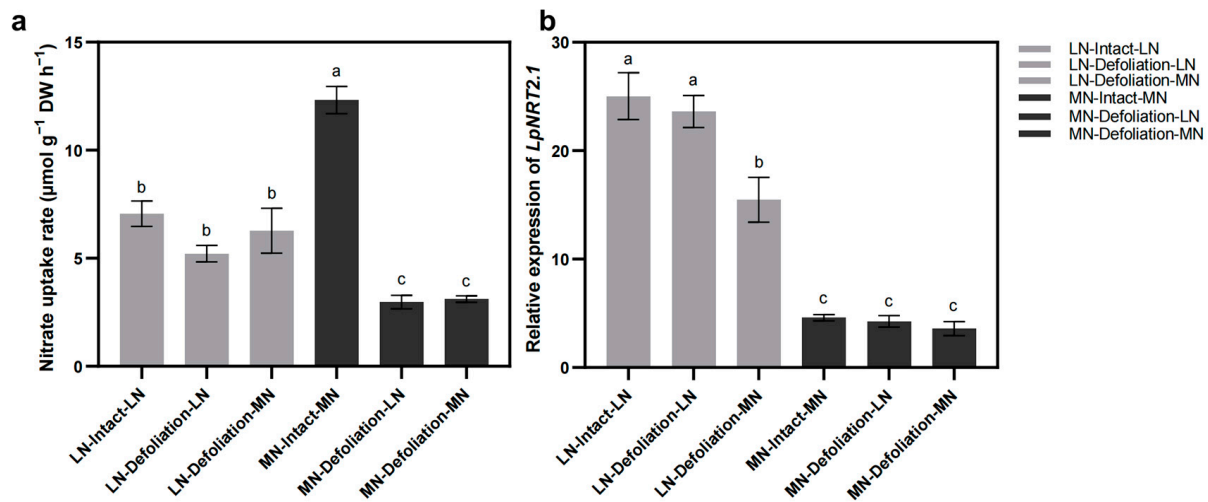 a
Nitrate uptake rate (μmol g⁻¹ DW h⁻¹)
15
10
5
0
b
b
b
a
c
c
LN-Intact-LN
LN-Defoliation-LN
LN-Defoliation-MN
MN-Intact-MN
MN-Defoliation-LN
MN-Defoliation-MN
b
Relative expression of LpNRT2.1
30
20
10
0
a
a
b
c
c
c
LN-Intact-LN
LN-Defoliation-LN
LN-Defoliation-MN
MN-Intact-MN
MN-Defoliation-LN
MN-Defoliation-MN
LN-Intact-LN
LN-Defoliation-LN
LN-Defoliation-MN
MN-Intact-MN
MN-Defoliation-LN
MN-Defoliation-MN